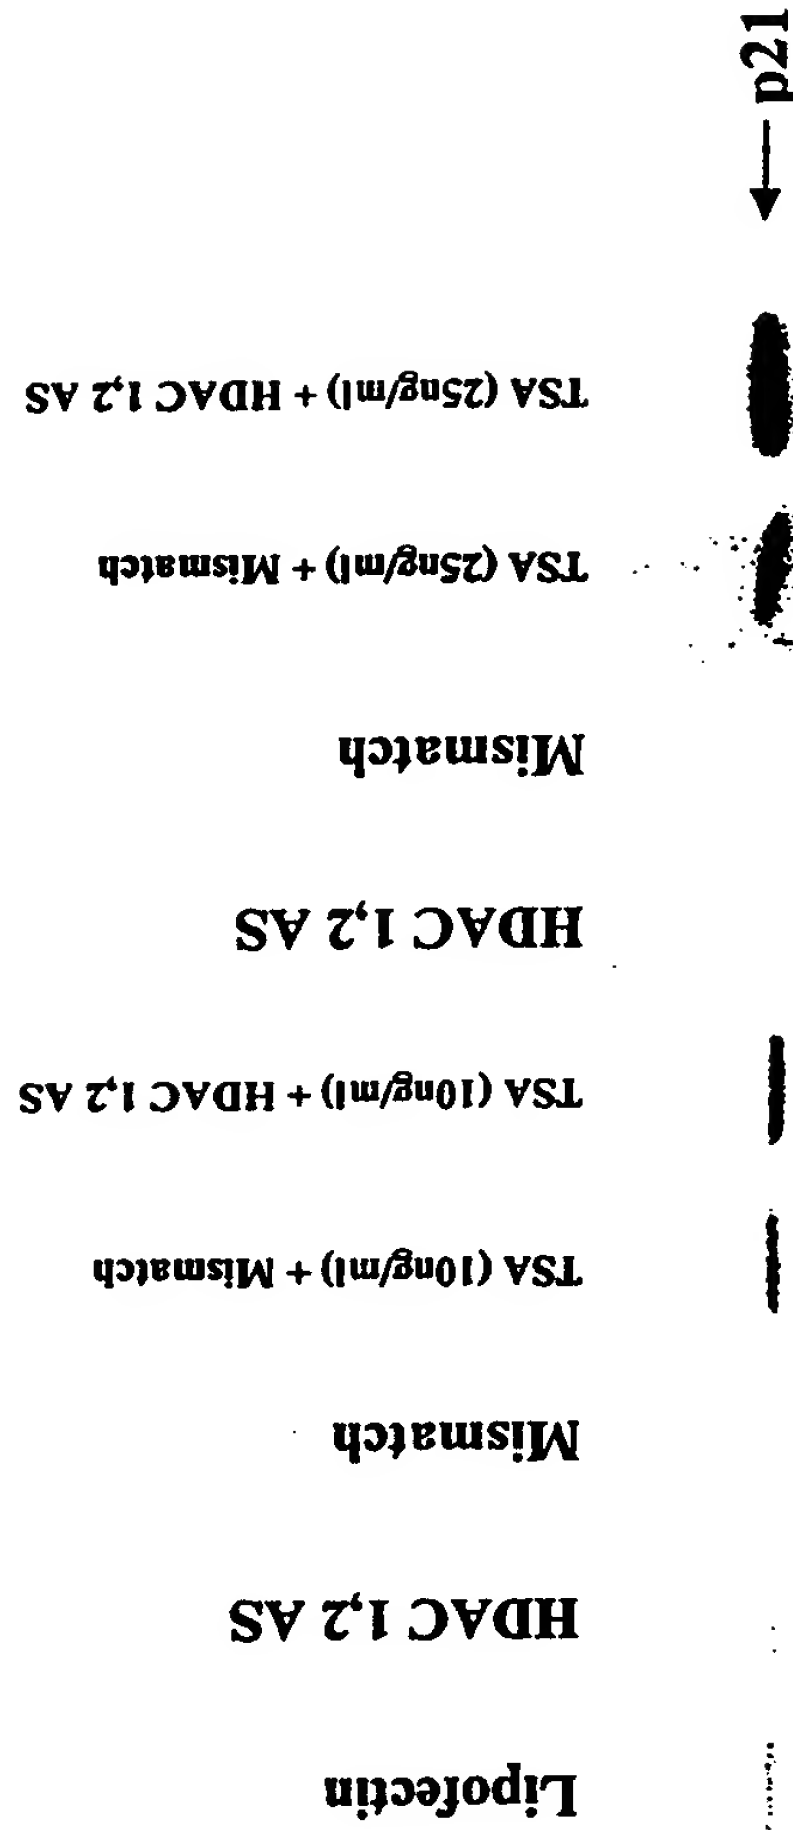 Lipofectin
HDAC 1,2 AS
Mismatch
TSA (10ng/ml) + Mismatch
TSA (10ng/ml) + HDAC 1,2 AS
HDAC 1,2 AS
Mismatch
TSA (25ng/ml) + Mismatch
TSA (25ng/ml) + HDAC 1,2 AS
p21